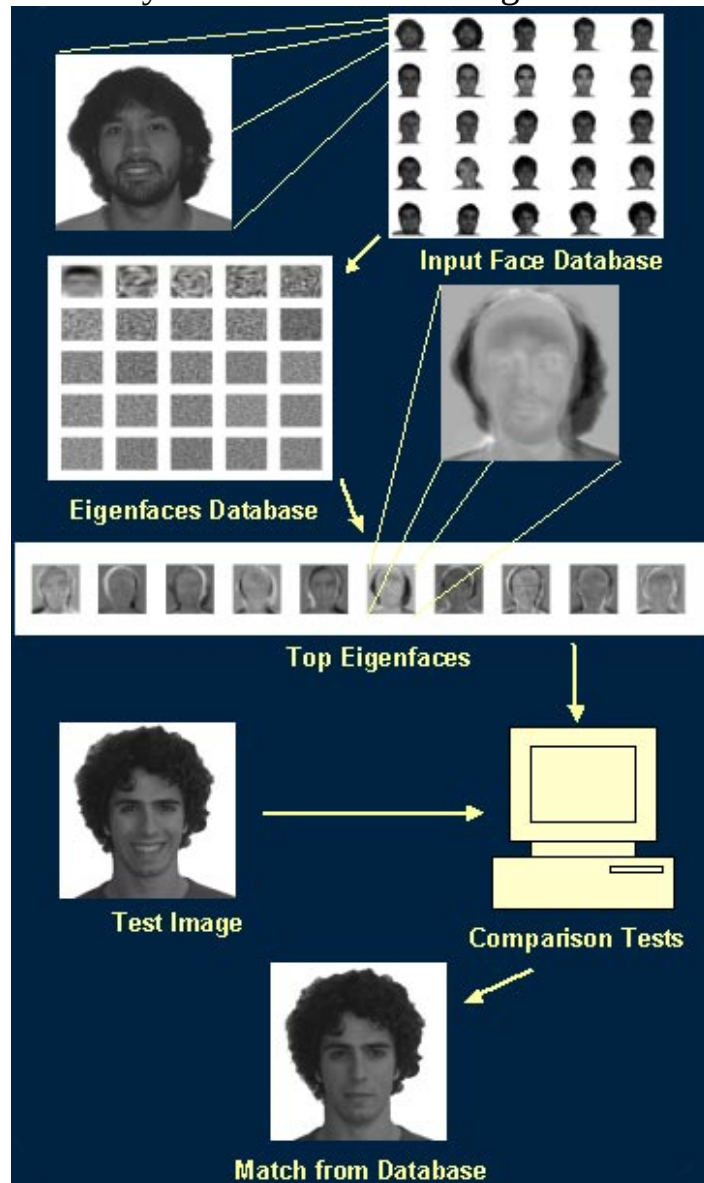 Input Face Database
Eigenfaces Database
Top Eigenfaces
Test Image
Comparison Tests
Match from Database